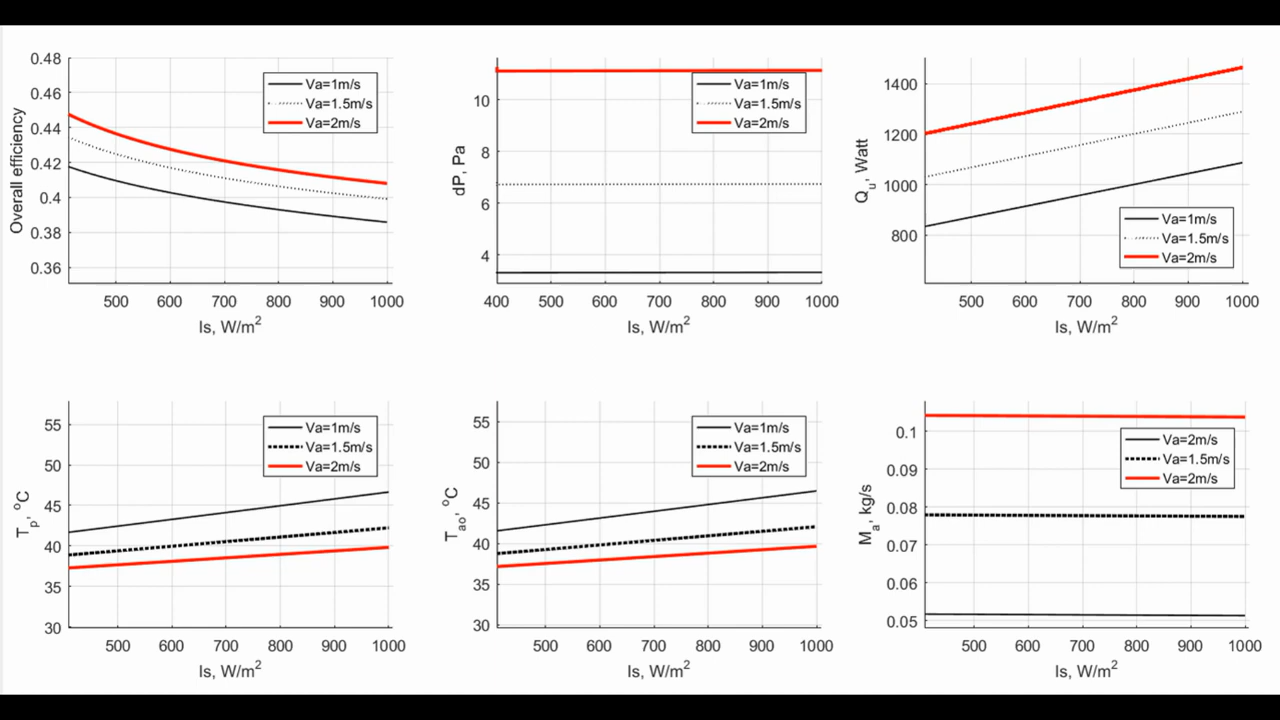 Overall efficiency
0.48
0.46
0.44
0.42
0.4
0.38
0.36
Va=1m/s
Va=1.5m/s
Va=2m/s
500 600 700 800 900 1000
Is, W/m²
dP, Pa
10
8
6
4
Va=1m/s
Va=1.5m/s
Va=2m/s
400 500 600 700 800 900 1000
Is, W/m²
Qu, Watt
1400
1200
1000
800
Va=1m/s
Va=1.5m/s
Va=2m/s
500 600 700 800 900 1000
Is, W/m²
Tp, °C
55
50
45
40
35
30
Va=1m/s
Va=1.5m/s
Va=2m/s
500 600 700 800 900 1000
Is, W/m²
Tao, °C
55
50
45
40
35
30
Va=1m/s
Va=1.5m/s
Va=2m/s
500 600 700 800 900 1000
Is, W/m²
Ma, kg/s
0.1
0.09
0.08
0.07
0.06
0.05
Va=2m/s
Va=1.5m/s
Va=2m/s
500 600 700 800 900 1000
Is, W/m²